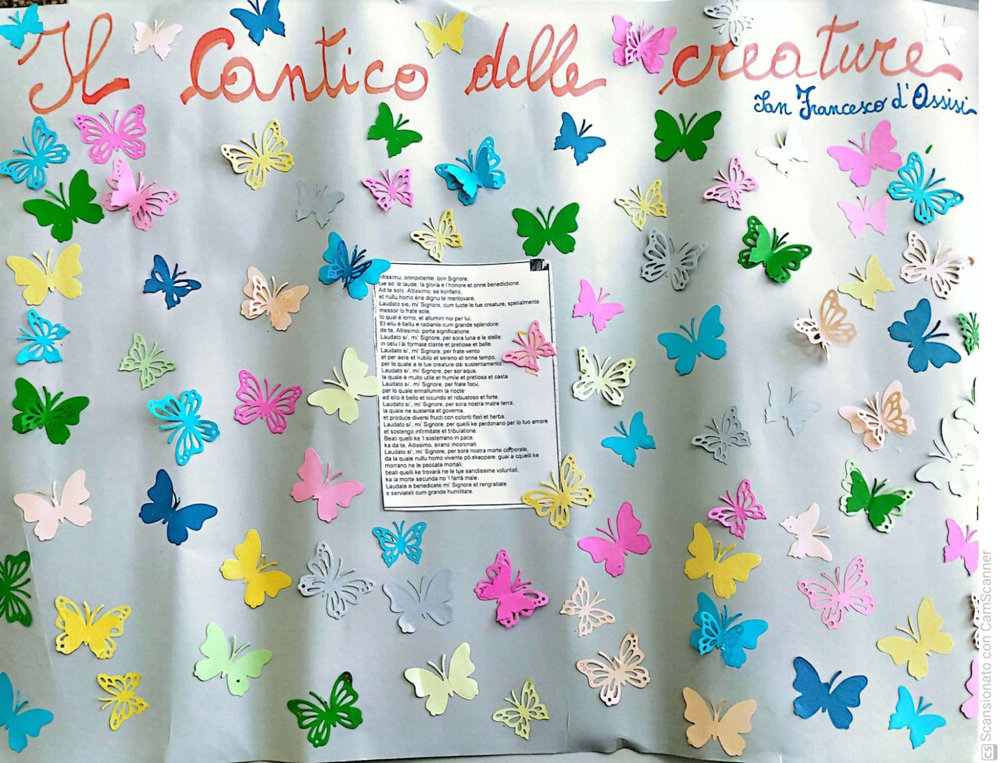 Il Cantico delle creature
San Francesco d'Assisi
Altissimu, onnipotente, bon Signore,
tue so' le laude, la gloria e l'honore et onne benedictione.
Ad te solo, Altissimo, se konfano,
et nullu homo ène dignu te mentovare.
Laudato sie, mi' Signore, cum tucte le tue creature, spetialmente
messor lo frate sole,
lo qual è iorno, et allumini noi per lui.
Et ellu è bellu e radiante cum grande splendore:
de te, Altissimo, porta significatione.
Laudato si', mi' Signore, per sora luna e le stelle:
in celu l'ài formate clarite et pretiose et belle.
Laudato si', mi' Signore, per frate vento
et per aere et nubilo et sereno et onne tempo,
per lo quale a le tue creature dài sustentamento.
Laudato si', mi' Signore, per sor'aqua,
la quale è multo utile et humile et pretiosa et casta.
Laudato si', mi' Signore, per frate focu,
per lo quale ennallumini la nocte:
ed ello è bello et iocundo et robustoso et forte.
Laudato si', mi' Signore, per sora nostra matre terra,
la quale ne sustenta et governa,
et produce diversi fructi con coloriti flori et herba.
Laudato si', mi' Signore, per quelli ke perdonano per lo tuo amore
et sostengo infirmitate et tribulatione.
Beati quelli ke 'l sosterrano in pace,
ka da te, Altissimo, sirano incoronati.
Laudato si', mi' Signore, per sora nostra morte corporale,
da la quale nullu homo vivente pò skappare: guai a cquelli ke
morrano ne le peccata mortali;
beati quelli ke trovarà ne le tue sanctissime voluntati,
ka la morte secunda no 'l farrà male.
Laudate e benedicete mi' Signore et rengratiate
e serviateli cum grande humilitate.
CS Scansionato con CamScanner